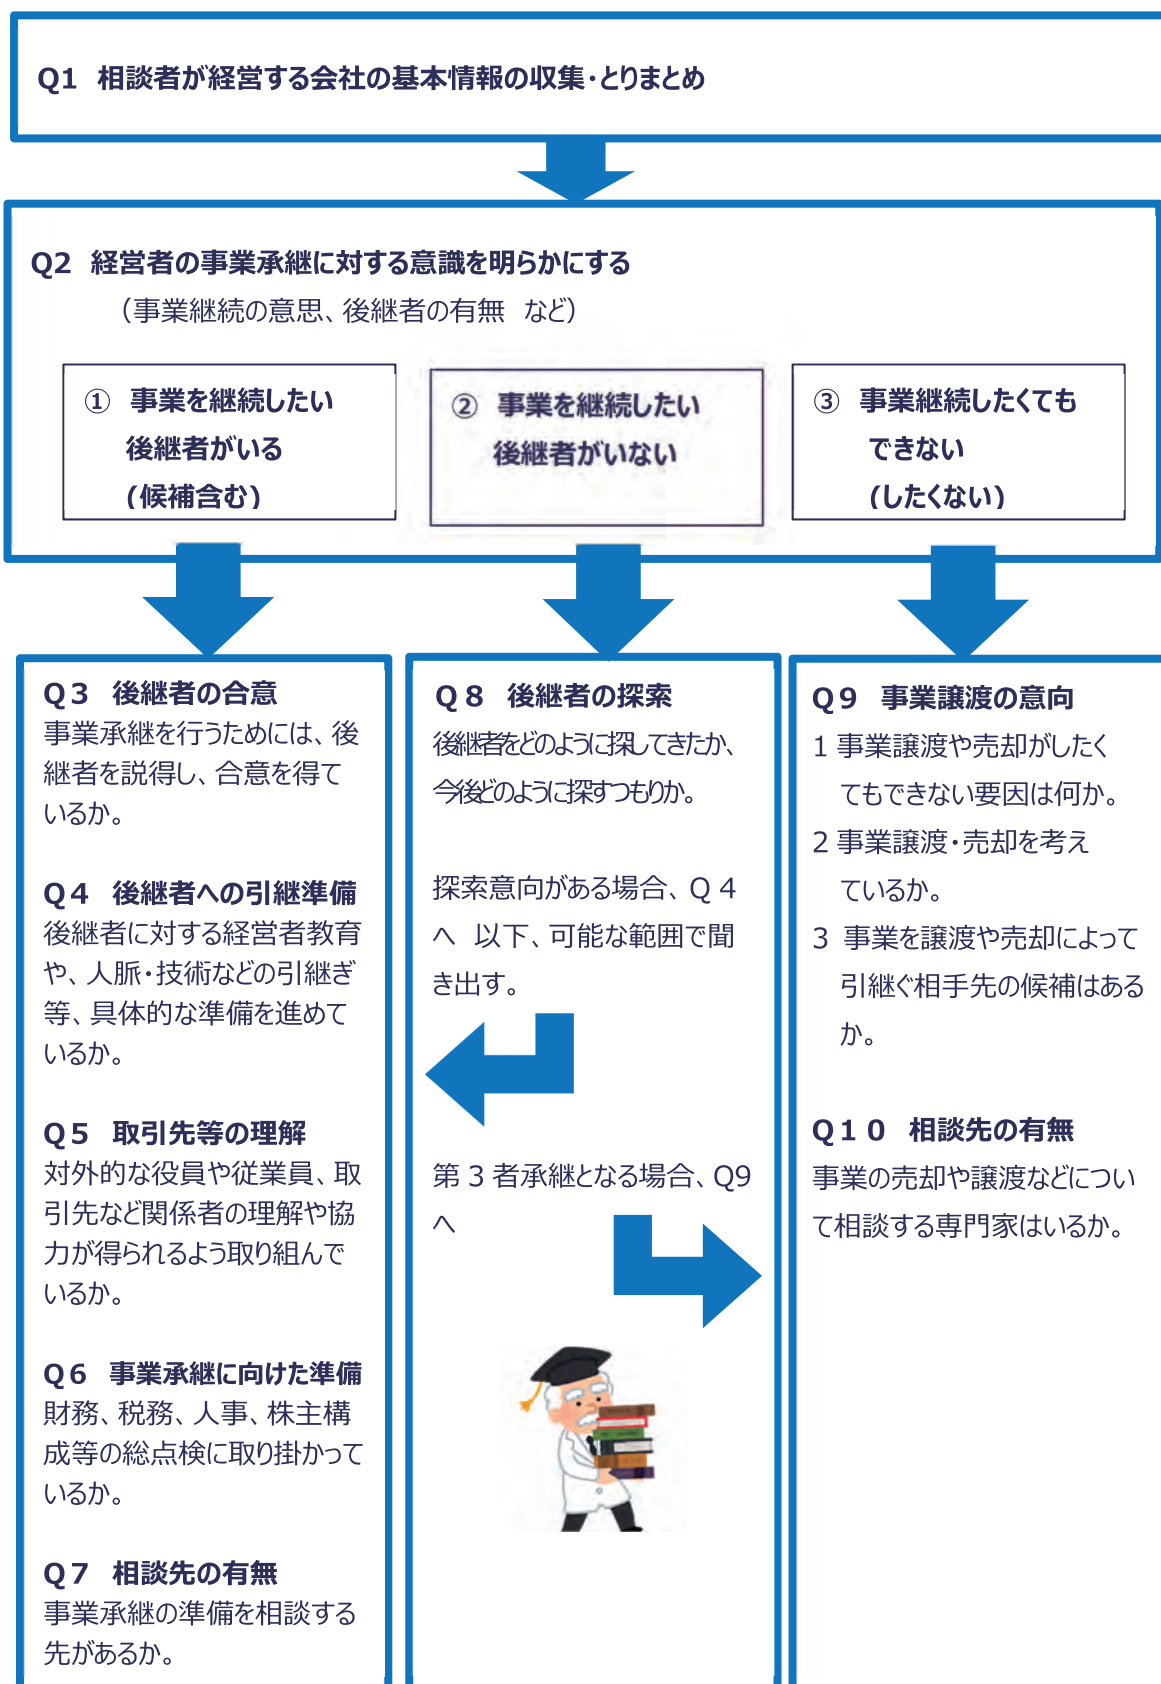 Q1 相談者が経営する会社の基本情報の収集・とりまとめ
Q2 経営者の事業承継に対する意識を明らかにする
（事業継続の意思、後継者の有無 など）
① 事業を継続したい
後継者がいる
(候補含む)
② 事業を継続したい
後継者がいない
③ 事業継続したくても
できない
(したくない)
Q３ 後継者の合意
事業承継を行うためには、後
継者を説得し、合意を得て
いるか。
Q４ 後継者への引継準備
後継者に対する経営者教育
や、人脈・技術などの引継ぎ
等、具体的な準備を進めて
いるか。
Q５ 取引先等の理解
対外的な役員や従業員、取
引先など関係者の理解や協
力が得られるよう取り組んで
いるか。
Q６ 事業承継に向けた準備
財務、税務、人事、株主構
成等の総点検に取り掛かって
いるか。
Q７ 相談先の有無
事業承継の準備を相談する
先があるか。
Q８ 後継者の探索
後継者をどのように探してきたか、
今後どのように探すつもりか。
探索意向がある場合、Q４
へ 以下、可能な範囲で聞
き出す。
第３者承継となる場合、Q9
へ
Q９ 事業譲渡の意向
1 事業譲渡や売却がしたく
てもできない要因は何か。
2 事業譲渡・売却を考え
ているか。
3 事業を譲渡や売却によって
引継ぐ相手先の候補はある
か。
Q１０ 相談先の有無
事業の売却や譲渡などについ
て相談する専門家はいるか。